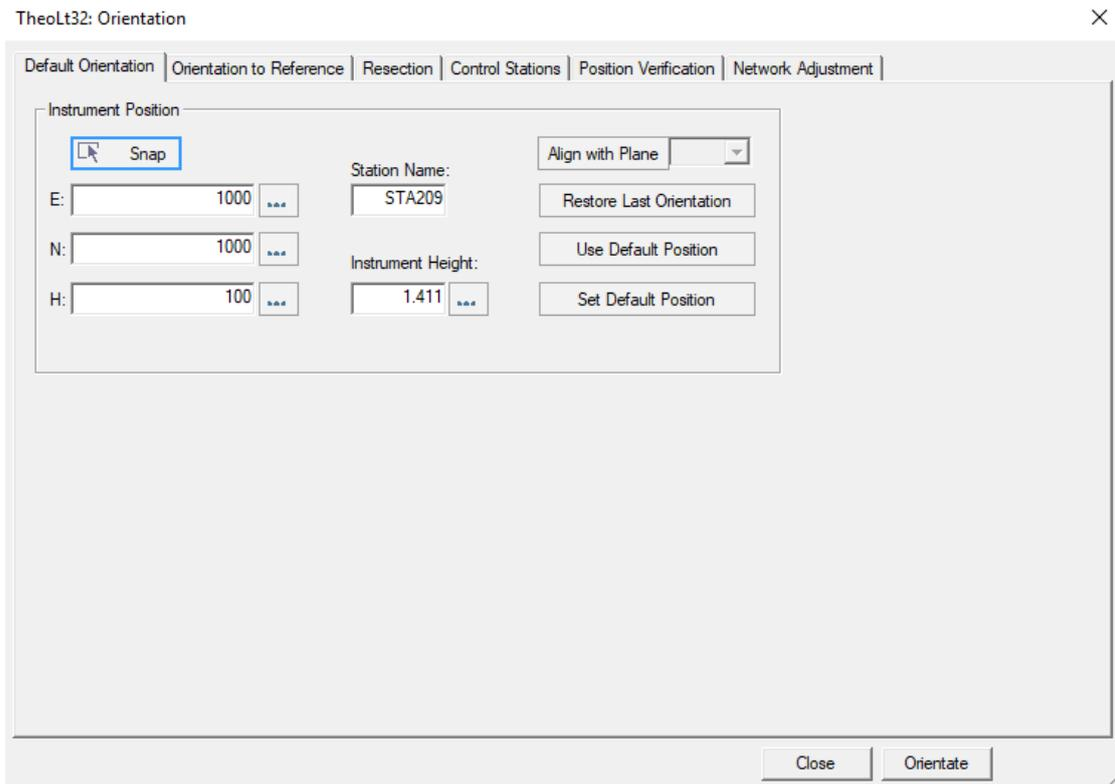 TheoLt32: Orientation
Default Orientation Orientation to Reference Resection Control Stations Position Verification Network Adjustment
Instrument Position
Snap
Station Name:
Align with Plane
E: 1000 ...
STA209
Restore Last Orientation
N: 1000 ...
Instrument Height:
Use Default Position
H: 100 ...
1.411 ...
Set Default Position
Close Orientate